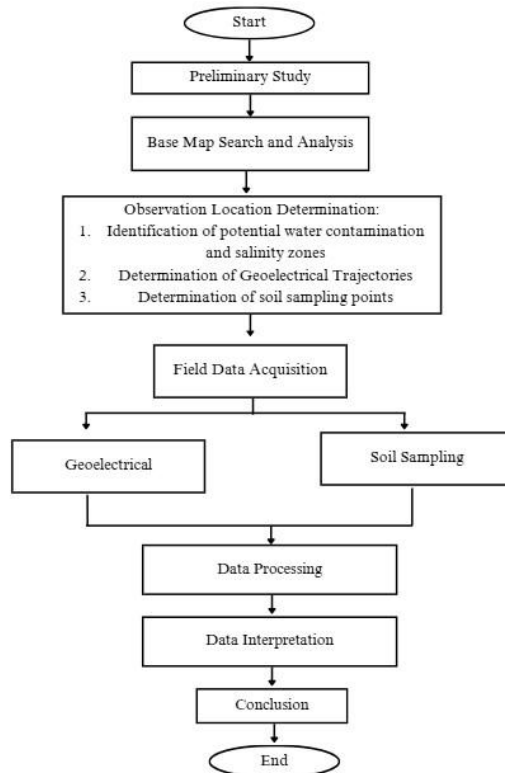 Start
Preliminary Study
Base Map Search and Analysis
Observation Location Determination:
1. Identification of potential water contamination
and salinity zones
2. Determination of Geoelectrical Trajectories
3. Determination of soil sampling points
Field Data Acquisition
Geoelectrical
Soil Sampling
Data Processing
Data Interpretation
Conclusion
End